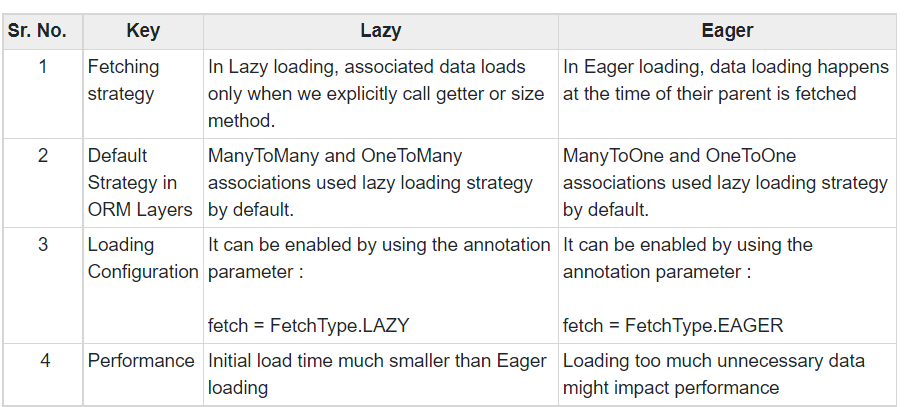 Sr. No. Key Lazy Eager
1 Fetching strategy In Lazy loading, associated data loads only when we explicitly call getter or size method. In Eager loading, data loading happens at the time of their parent is fetched
2 Default Strategy in ORM Layers ManyToMany and OneToMany associations used lazy loading strategy by default. ManyToOne and OneToOne associations used lazy loading strategy by default.
3 Loading Configuration It can be enabled by using the annotation parameter : fetch = FetchType.LAZY It can be enabled by using the annotation parameter : fetch = FetchType.EAGER
4 Performance Initial load time much smaller than Eager loading Loading too much unnecessary data might impact performance